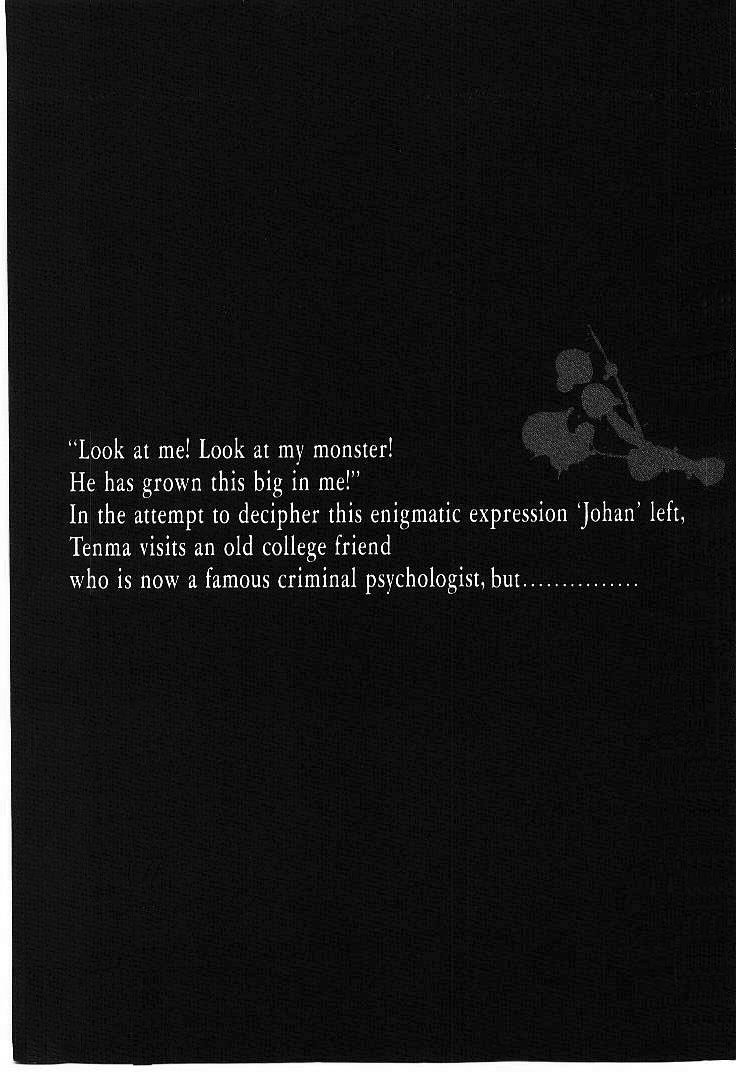 “Look at me! Look at my monster!
He has grown this big in me!”
In the attempt to decipher this enigmatic expression ‘Johan’ left,
Tenma visits an old college friend
who is now a famous criminal psychologist, but...............